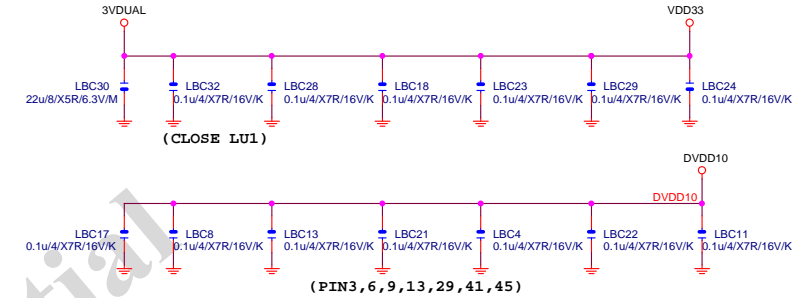 3VDUAL VDD33
LBC30 LBC32 LBC28 LBC18 LBC23 LBC29 LBC24
22u/8/X5R/6.3V/M 0.1u/4/X7R/16V/K 0.1u/4/X7R/16V/K 0.1u/4/X7R/16V/K 0.1u/4/X7R/16V/K 0.1u/4/X7R/16V/K 0.1u/4/X7R/16V/K
(CLOSE LU1)
DVDD10
DVDD10
LBC17 LBC8 LBC13 LBC21 LBC4 LBC22 LBC11
0.1u/4/X7R/16V/K 0.1u/4/X7R/16V/K 0.1u/4/X7R/16V/K 0.1u/4/X7R/16V/K 0.1u/4/X7R/16V/K 0.1u/4/X7R/16V/K 0.1u/4/X7R/16V/K
(PIN3,6,9,13,29,41,45)
tial